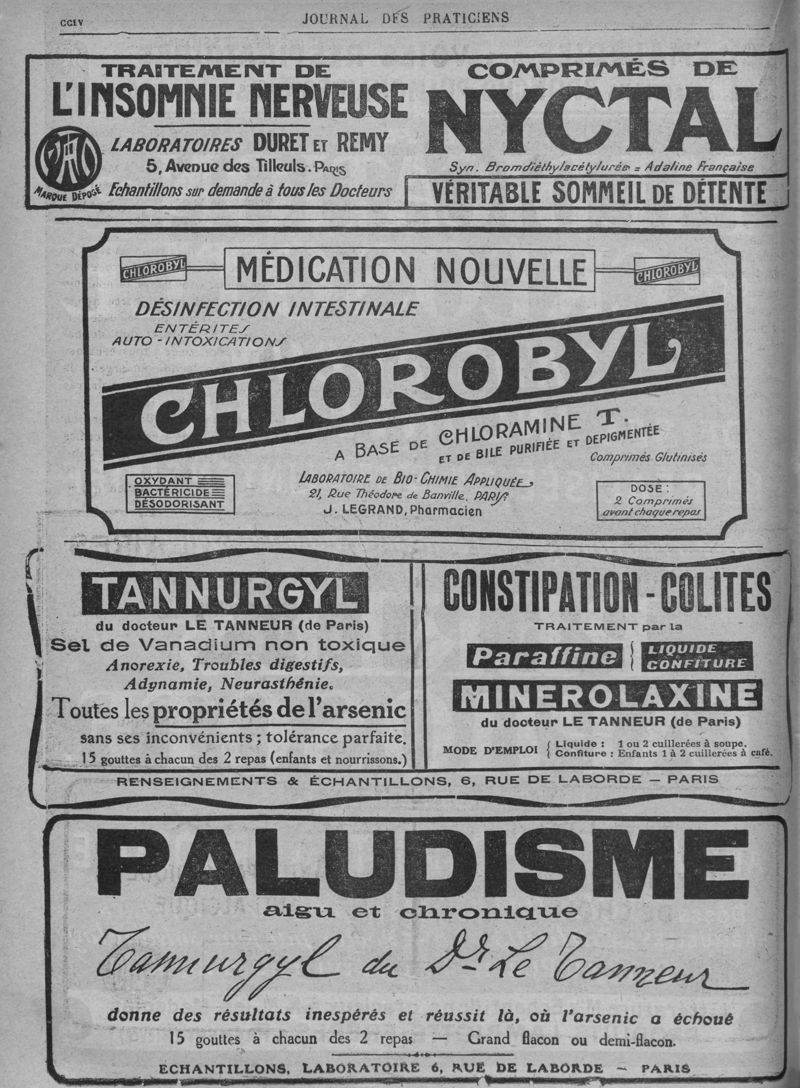 CCLV
JOURNAL DES PRATICIENS
TRAITEMENT DE
L'INSOMNIE NERVEUSE
LABORATOIRES DURET ET REMY
5, Avenue des Tilleuls. PARIS
MARQUE DÉPOSÉ
Echantillons sur demande à tous les Docteurs
COMPRIMÉS DE
NYCTAL
Syn. Bromdiéthylacétylurée = Adaline Française
VÉRITABLE SOMMEIL DE DÉTENTE
CHLOROBYL
MÉDICATION NOUVELLE
CHLOROBYL
DÉSINFECTION INTESTINALE
ENTÉRITES
AUTO-INTOXICATIONS
CHLOROBYL
A BASE DE CHLORAMINE T.
ET DE BILE PURIFIÉE ET DEPIGMENTÉE
Comprimés Glutinisés
OXYDANT
BACTÉRICIDE
DÉSODORISANT
LABORATOIRE DE BIO-CHIMIE APPLIQUÉE
21, Rue Théodore de Banville. PARIS
J. LEGRAND, Pharmacien
DOSE :
2 Comprimés
avant chaque repas
TANNURGYL
du docteur LE TANNEUR (de Paris)
Sel de Vanadium non toxique
Anorexie, Troubles digestifs,
Adynamie, Neurasthénie.
Toutes les propriétés de l'arsenic
sans ses inconvénients ; tolérance parfaite.
15 gouttes à chacun des 2 repas (enfants et nourrissons.)
CONSTIPATION - COLITES
TRAITEMENT par la
Paraffine { LIQUIDE
CONFITURE
MINEROLAXINE
du docteur LE TANNEUR (de Paris)
MODE D'EMPLOI { Liquide : 1 ou 2 cuillerées à soupe.
Confiture : Enfants 1 à 2 cuillerées à café.
RENSEIGNEMENTS & ÉCHANTILLONS, 6, RUE DE LABORDE — PARIS
PALUDISME
aigu et chronique
Tannurgyl du Dr. Le Tanneur
donne des résultats inespérés et réussit là, où l'arsenic a échoué
15 gouttes à chacun des 2 repas — Grand flacon ou demi-flacon.
ECHANTILLONS, LABORATOIRE 6, RUE DE LABORDE — PARIS